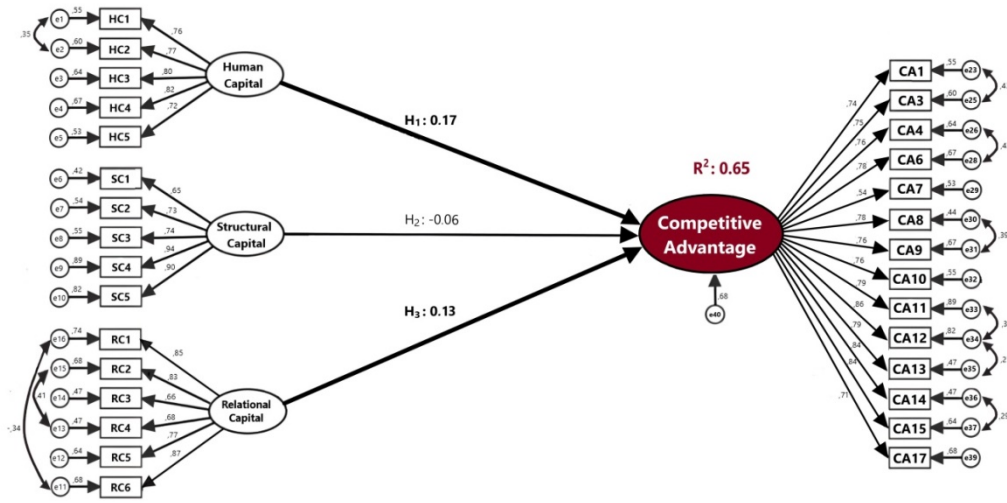 e1 ,55 HC1 ,76
,35
e2 ,60 HC2 ,77
e3 ,64 HC3 ,80
e4 ,67 HC4 ,82
e5 ,53 HC5 ,72
Human
Capital
H1: 0.17
e6 ,42 SC1 ,65
e7 ,54 SC2 ,73
e8 ,55 SC3 ,74
e9 ,89 SC4 ,94
e10 ,82 SC5 ,90
Structural
Capital
H2: -0.06
e16 ,74 RC1 ,85
e15 ,68 RC2 ,83
,41
e14 ,47 RC3 ,66
-,34
e13 ,47 RC4 ,68
e12 ,64 RC5 ,77
e11 ,68 RC6 ,87
Relational
Capital
H3: 0.13
R2: 0.65
Competitive
Advantage
,68
e40
,74 CA1 ,55 e23
,75 CA3 ,60 e25
,76 CA4 ,64 e26
,78 CA6 ,67 e28
,54 CA7 ,53 e29
,78 CA8 ,44 e30
,39
,76 CA9 ,67 e31
,76 CA10 ,55 e32
,79 CA11 ,89 e33
,86 CA12 ,82 e34
,79 CA13 ,47 e35
,84 CA14 ,47 e36
,29
,84 CA15 ,64 e37
,71 CA17 ,68 e39